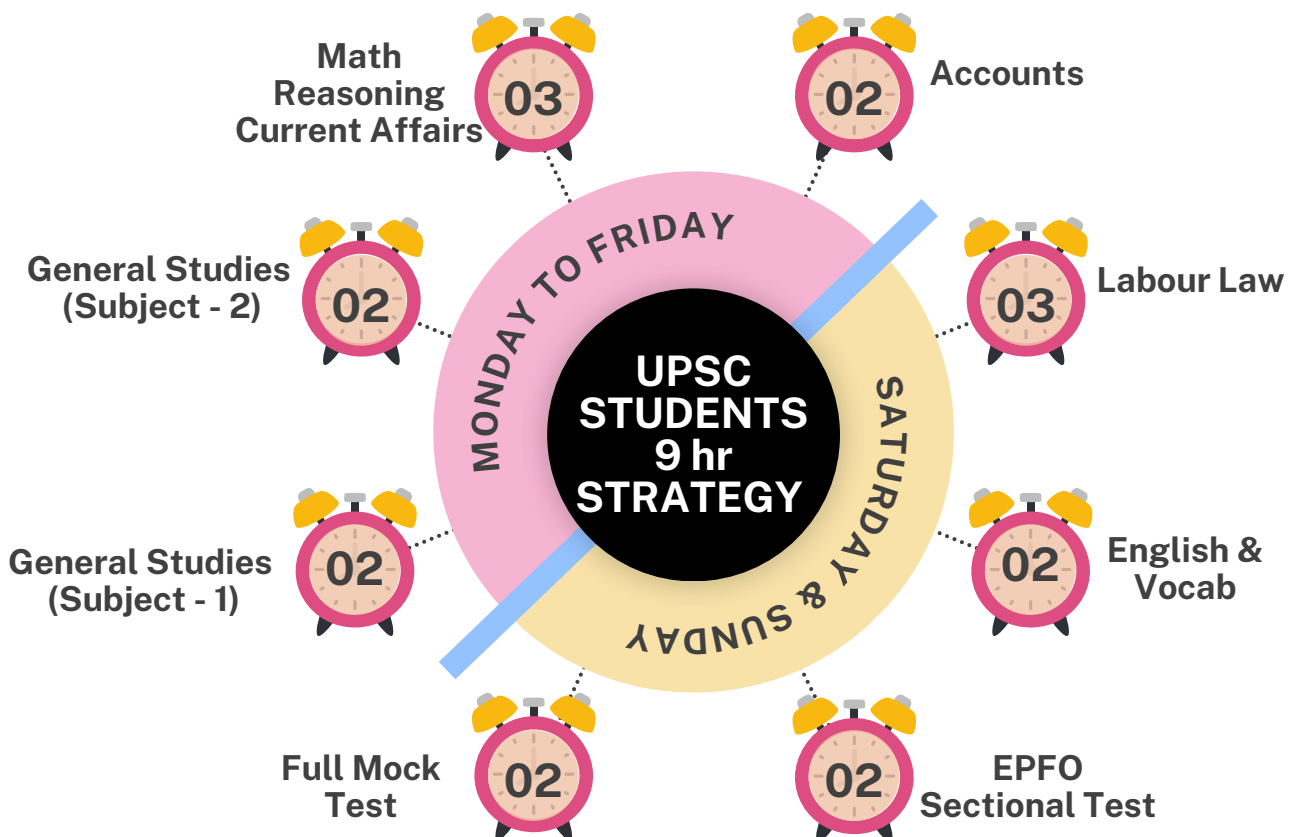 Math
Reasoning
Current Affairs
03
02
Accounts
General Studies
(Subject - 2)
02
03
Labour Law
MONDAY TO FRIDAY
UPSC
STUDENTS
9 hr
STRATEGY
SATURDAY & SUNDAY
General Studies
(Subject - 1)
02
02
English &
Vocab
Full Mock
Test
02
02
EPFO
Sectional Test